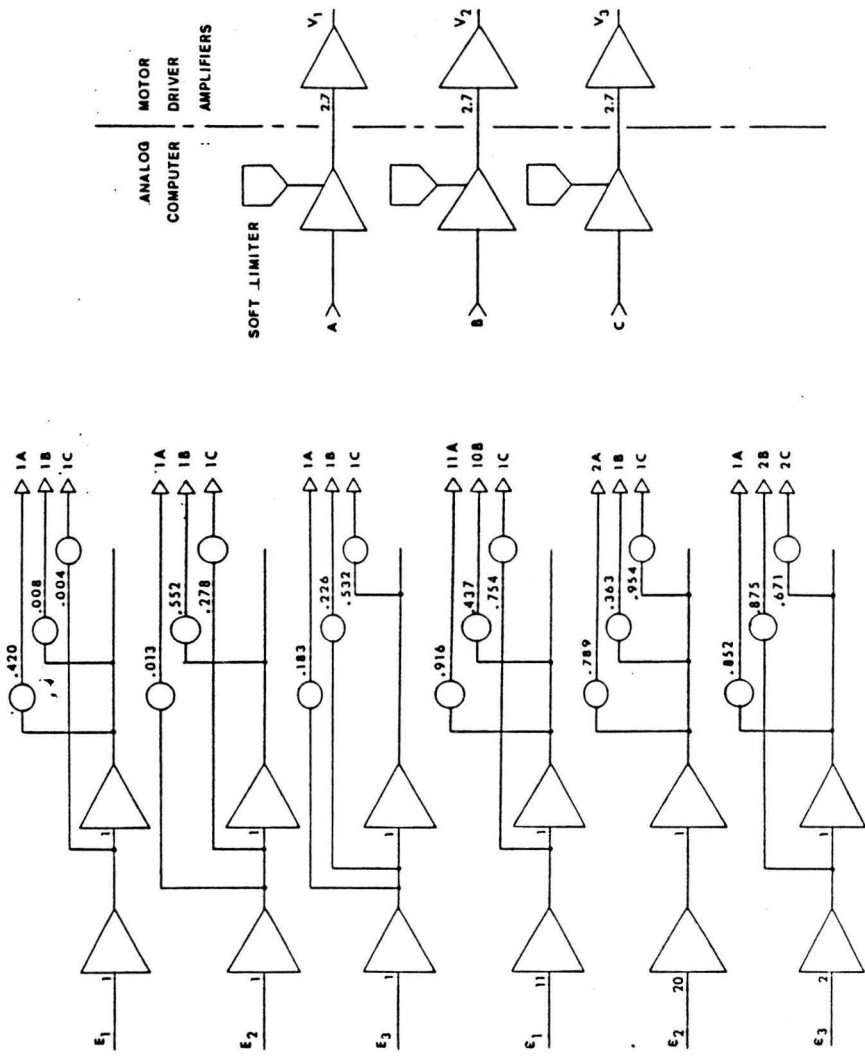 E1
1
1
.420
.008
.004
1A
1B
1C
E2
1
1
.013
.552
.278
1A
1B
1C
E3
1
1
.183
.226
.532
1A
1B
1C
ε1
11
1
.916
.437
.754
11A
10B
1C
ε2
20
1
.789
.363
.954
2A
1B
1C
ε3
2
1
.852
.875
.671
1A
2B
2C
ANALOG
COMPUTER
MOTOR
DRIVER
AMPLIFIERS
SOFT LIMITER
A
2.7
V1
B
2.7
V2
C
2.7
V3